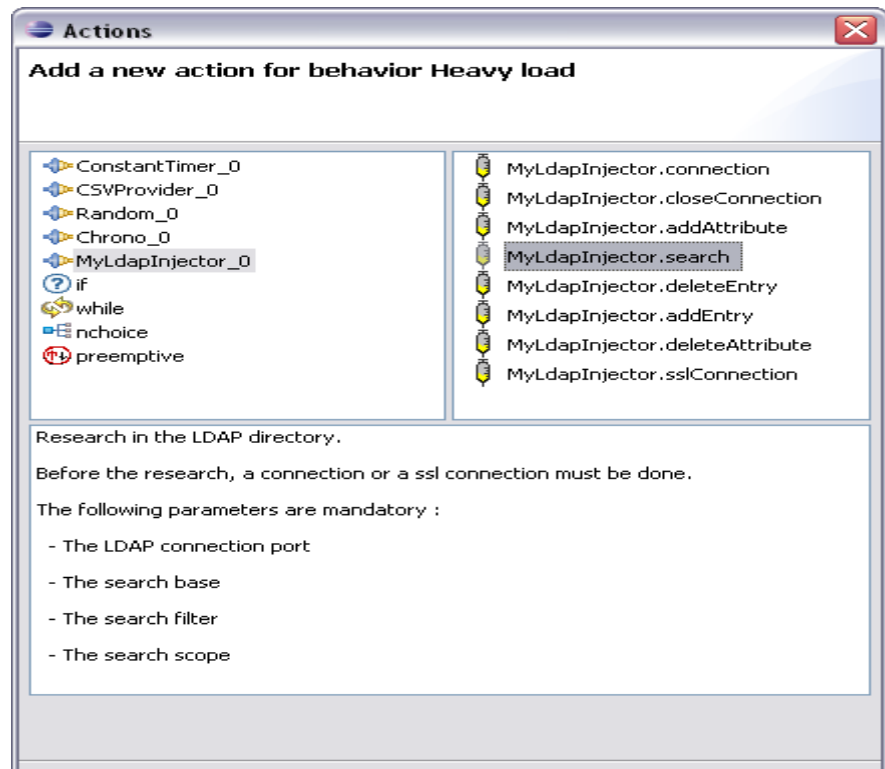 Actions
Add a new action for behavior Heavy load
ConstantTimer_0
CSVProvider_0
Random_0
Chrono_0
MyLdapInjector_0
if
while
nchoice
preemptive
MyLdapInjector.connection
MyLdapInjector.closeConnection
MyLdapInjector.addAttribute
MyLdapInjector.search
MyLdapInjector.deleteEntry
MyLdapInjector.addEntry
MyLdapInjector.deleteAttribute
MyLdapInjector.sslConnection
Research in the LDAP directory.
Before the research, a connection or a ssl connection must be done.
The following parameters are mandatory :
- The LDAP connection port
- The search base
- The search filter
- The search scope